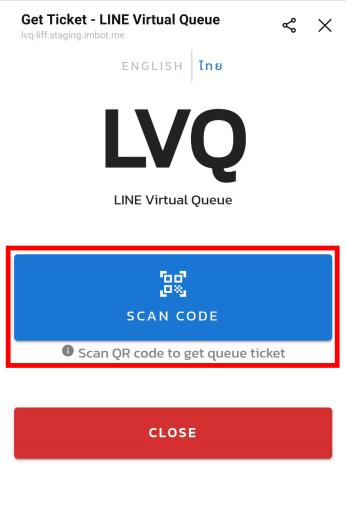 Get Ticket - LINE Virtual Queue
lvq-liff.staging.imbot.me
ENGLISH ไทย
LVQ
LINE Virtual Queue
SCAN CODE
Scan QR code to get queue ticket
CLOSE